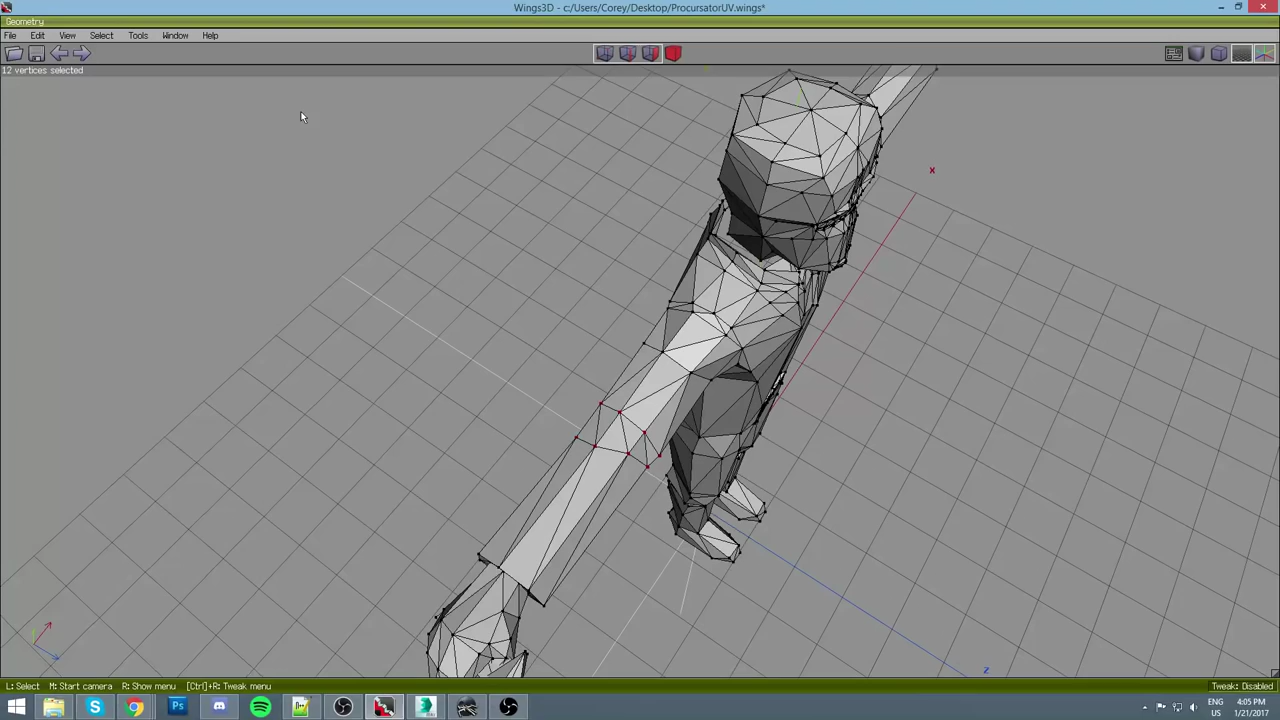 Wings3D - c:/Users/Corey/Desktop/ProcursatorUV.wings*
Geometry
File Edit View Select Tools Window Help
12 vertices selected
x
z
L: Select M: Start camera R: Show menu [Ctrl]+R: Tweak menu
Tweak: Disabled
ENG 4:05 PM
US 1/21/2017